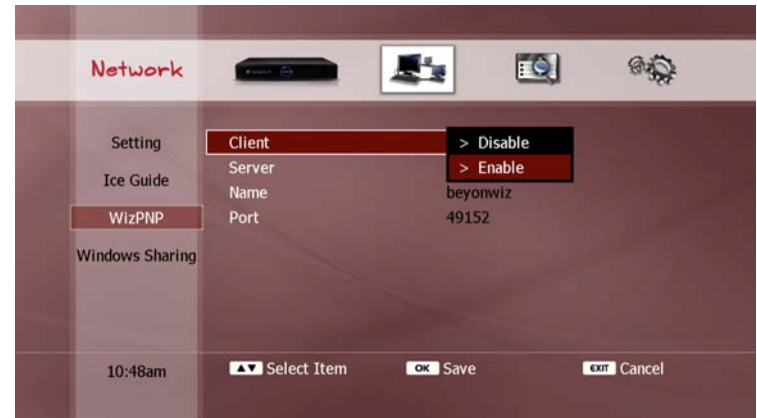 Network
Setting
Ice Guide
WizPNP
Windows Sharing
Client
> Disable
Server
> Enable
Name
beyonwiz
Port
49152
10:48am
▲▼ Select Item
OK Save
EXIT Cancel